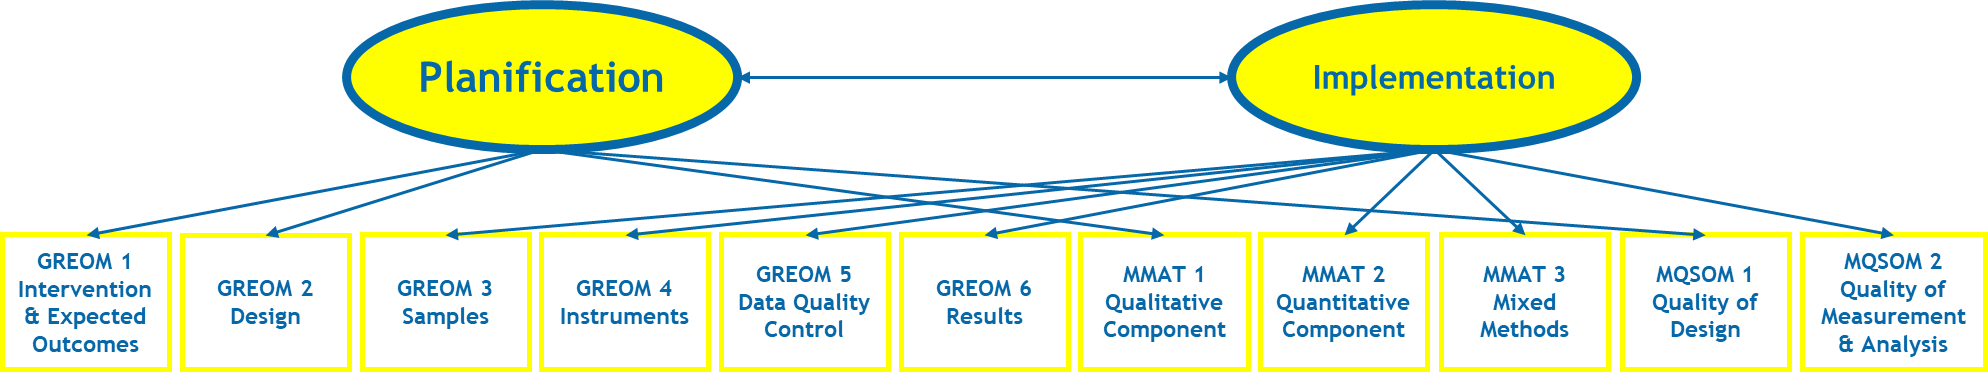 Planification
Implementation
GREOM 1
Intervention
& Expected
Outcomes
GREOM 2
Design
GREOM 3
Samples
GREOM 4
Instruments
GREOM 5
Data Quality
Control
GREOM 6
Results
MMAT 1
Qualitative
Component
MMAT 2
Quantitative
Component
MMAT 3
Mixed
Methods
MQSOM 1
Quality of
Design
MQSOM 2
Quality of
Measurement
& Analysis